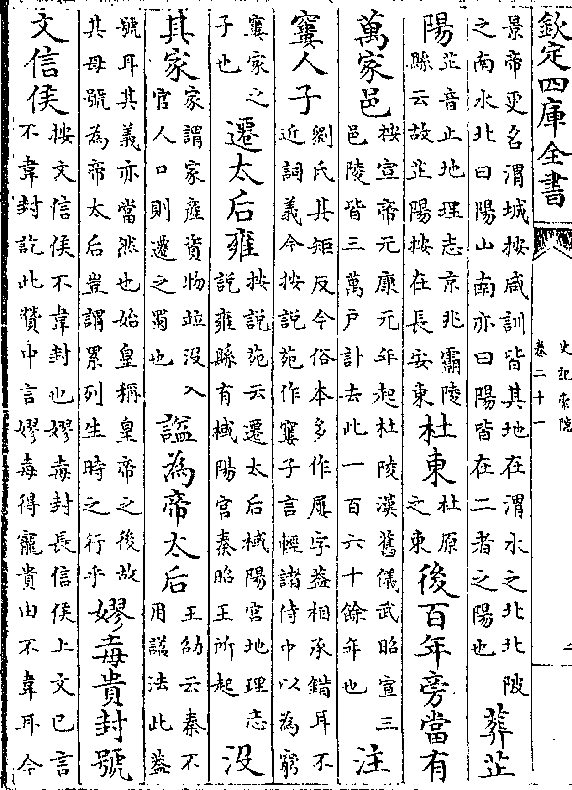 欽定四庫全書
史記索隱
卷二十一
二
景帝更名渭城按咸訓皆其地在渭水之北北阪
之南水北曰陽山南亦曰陽皆在二者之陽也
葬芷
陽
芷音止地理志京兆霸陵
縣云故芷陽按在長安東
杜東
杜原
之東
後百年旁當有
萬家邑
按宣帝元康元年起杜陵漢舊儀武昭宣三
邑陵皆三萬戶計去此一百六十餘年也
注
窶人子
劉氏其矩反今俗本多作屢字蓋相承錯耳不
近詞義今按說苑作窶子言輕諸侍中以為窮
窶家之
子也
遷太后雍
按說苑云遷太后棫陽宮地理志
說雍縣有棫陽宮秦昭王所起
没
其家
家謂家産資物並没入
官人口則遷之蜀也
諡為帝太后
王劭云秦不
用諡法此蓋
號耳其義亦當然也始皇稱皇帝之後故
其母號為帝太后豈謂累列生時之行乎
嫪毐貴封號
文信侯
按文信侯不韋封也嫪毐封長信侯上文已言
不韋封訖此贊中言嫪毐得寵貴由不韋耳今